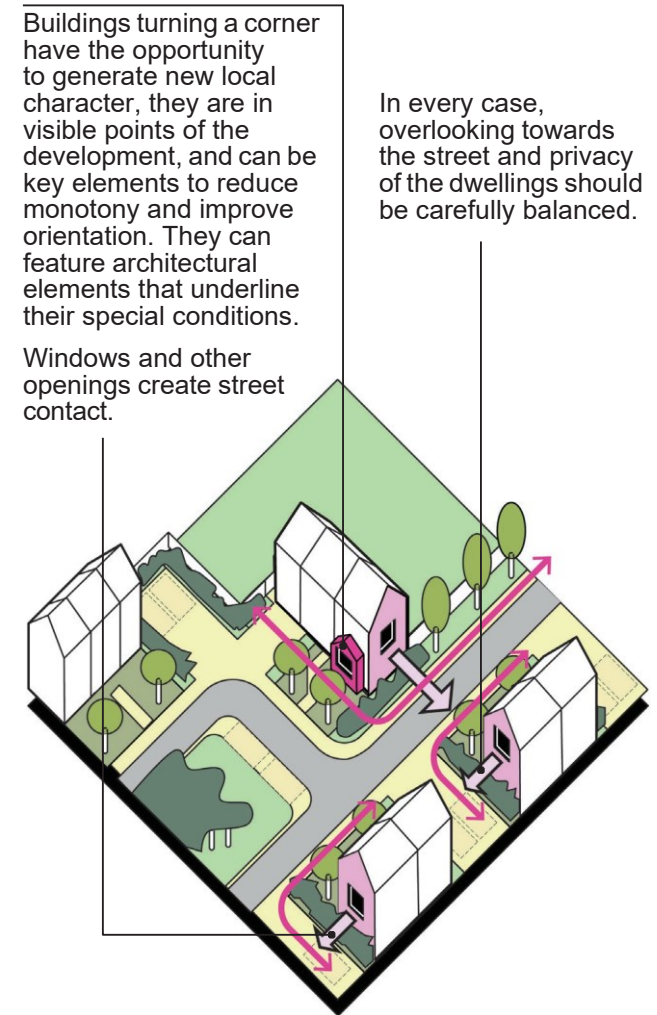 Buildings turning a corner
have the opportunity
to generate new local
character, they are in
visible points of the
development, and can be
key elements to reduce
monotony and improve
orientation. They can
feature architectural
elements that underline
their special conditions.
Windows and other
openings create street
contact.
In every case,
overlooking towards
the street and privacy
of the dwellings should
be carefully balanced.